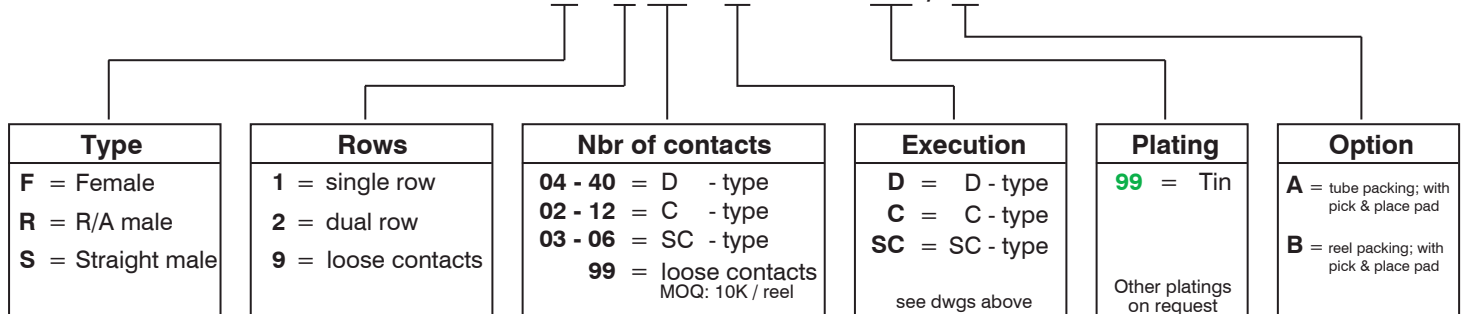 Type
F = Female
R = R/A male
S = Straight male
Rows
1 = single row
2 = dual row
9 = loose contacts
Nbr of contacts
04 - 40 = D - type
02 - 12 = C - type
03 - 06 = SC - type
99 = loose contacts
MOQ: 10K / reel
Execution
D = D - type
C = C - type
SC = SC - type
see dwgs above
Plating
99 = Tin
Other platings
on request
Option
A = tube packing; with
pick & place pad
B = reel packing; with
pick & place pad